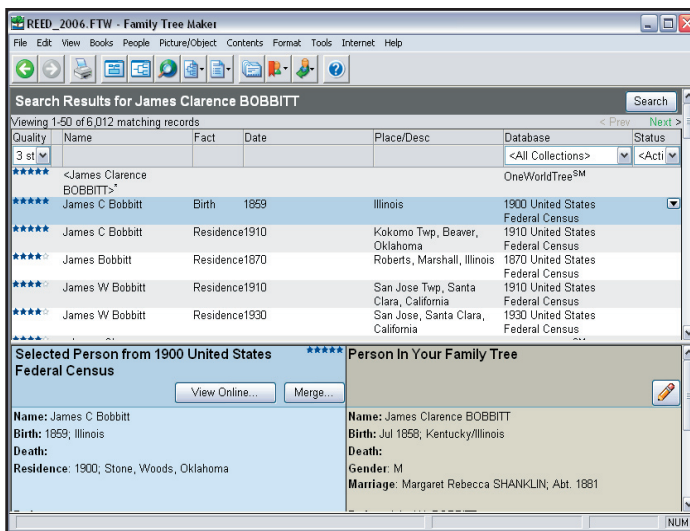 REED_2006.FTW - Family Tree Maker
File Edit View Books People Picture/Object Contents Format Tools Internet Help
Search Results for James Clarence BOBBITT Search
Viewing 1-50 of 6,012 matching records < Prev Next >
Quality Name Fact Date Place/Desc Database Status
3 st <All Collections> <Acti
<James Clarence OneWorldTree℠
BOBBITT>*
James C Bobbitt Birth 1859 Illinois 1900 United States
Federal Census
James C Bobbitt Residence 1910 Kokomo Twp, Beaver, 1910 United States
Oklahoma Federal Census
James Bobbitt Residence 1870 Roberts, Marshall, Illinois 1870 United States
Federal Census
James W Bobbitt Residence 1910 San Jose Twp, Santa 1910 United States
Clara, California Federal Census
James W Bobbitt Residence 1930 San Jose, Santa Clara, 1930 United States
California Federal Census
Selected Person from 1900 United States
Federal Census
View Online... Merge...
Name: James C Bobbitt
Birth: 1859; Illinois
Death:
Residence: 1900; Stone, Woods, Oklahoma
Person In Your Family Tree
Name: James Clarence BOBBITT
Birth: Jul 1858; Kentucky/Illinois
Death:
Gender: M
Marriage: Margaret Rebecca SHANKLIN; Abt. 1881
NUM